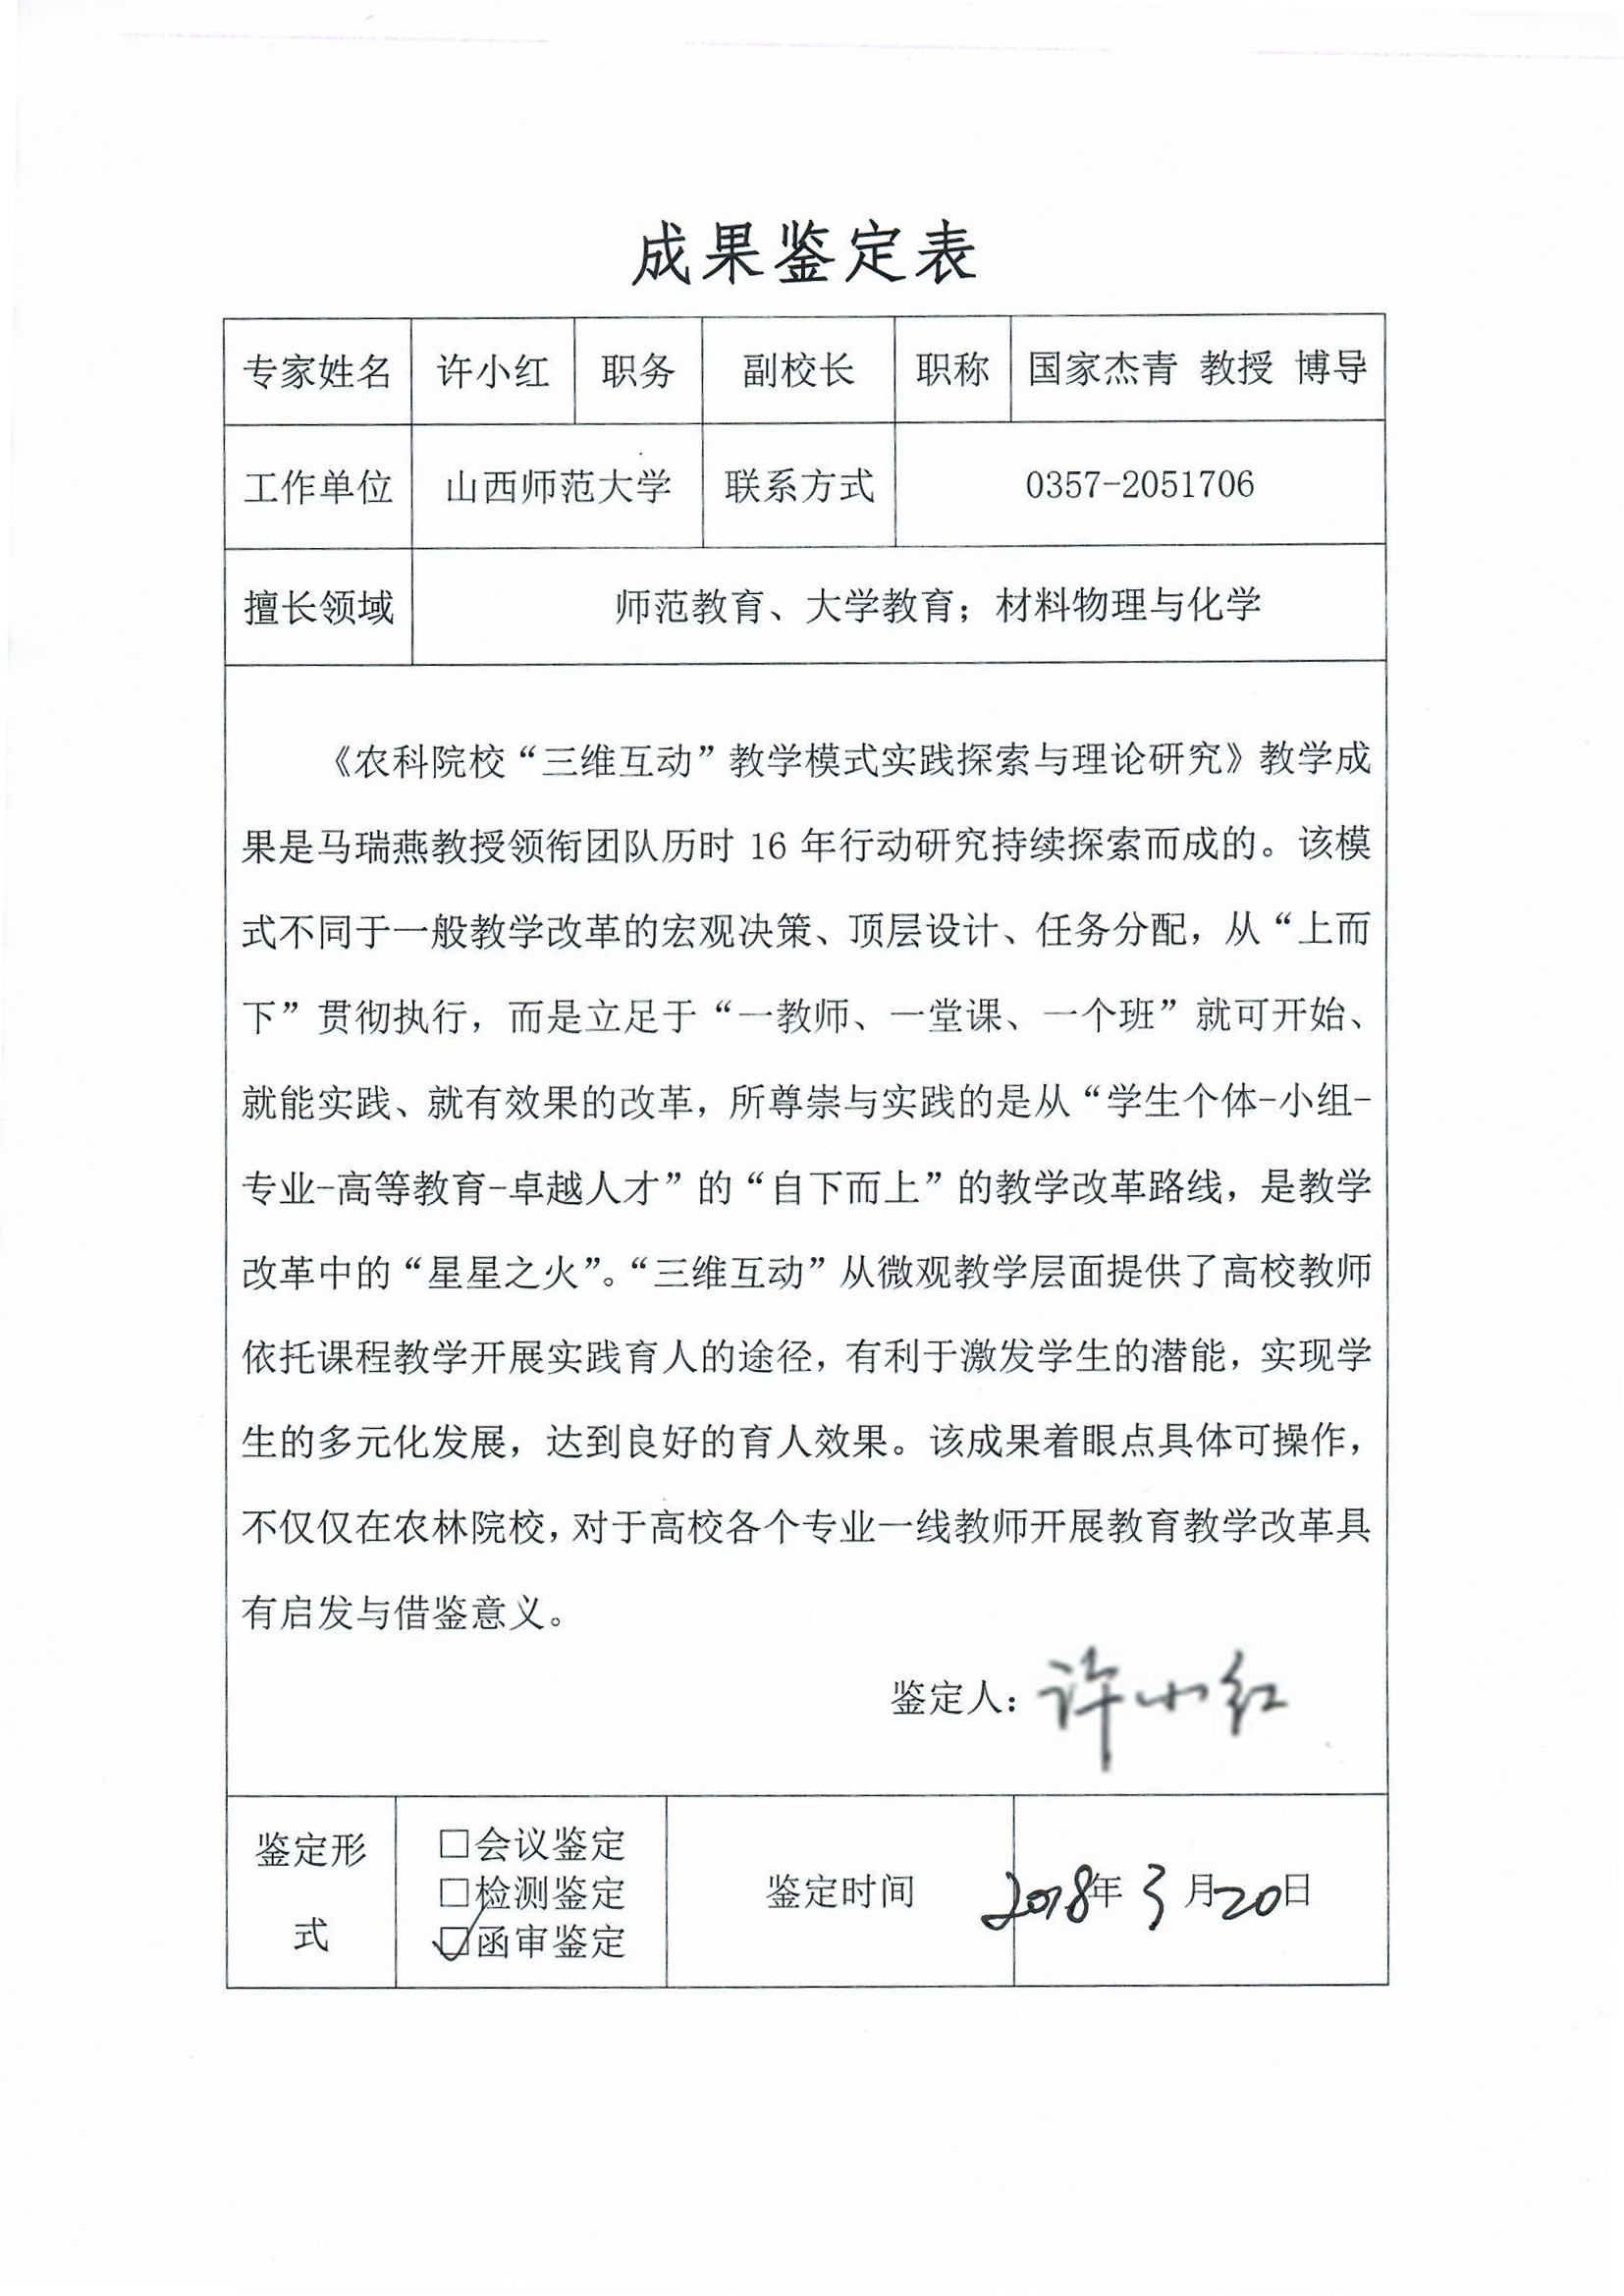 成果鉴定表
专家姓名 许小红 职务 副校长 职称 国家杰青 教授 博导
工作单位 山西师范大学 联系方式 0357-2051706
擅长领域 师范教育、大学教育；材料物理与化学
《农科院校“三维互动”教学模式实践探索与理论研究》教学成
果是马瑞燕教授领衔团队历时 16 年行动研究持续探索而成的。该模
式不同于一般教学改革的宏观决策、顶层设计、任务分配，从“上而
下”贯彻执行，而是立足于“一教师、一堂课、一个班”就可开始、
就能实践、就有效果的改革，所尊崇与实践的是从“学生个体-小组-
专业-高等教育-卓越人才”的“自下而上”的教学改革路线，是教学
改革中的“星星之火”。“三维互动”从微观教学层面提供了高校教师
依托课程教学开展实践育人的途径，有利于激发学生的潜能，实现学
生的多元化发展，达到良好的育人效果。该成果着眼点具体可操作，
不仅仅在农林院校，对于高校各个专业一线教师开展教育教学改革具
有启发与借鉴意义。
鉴定人：许小红
鉴定形
式
□会议鉴定
□检测鉴定
☑函审鉴定
鉴定时间
2018年 3 月20日